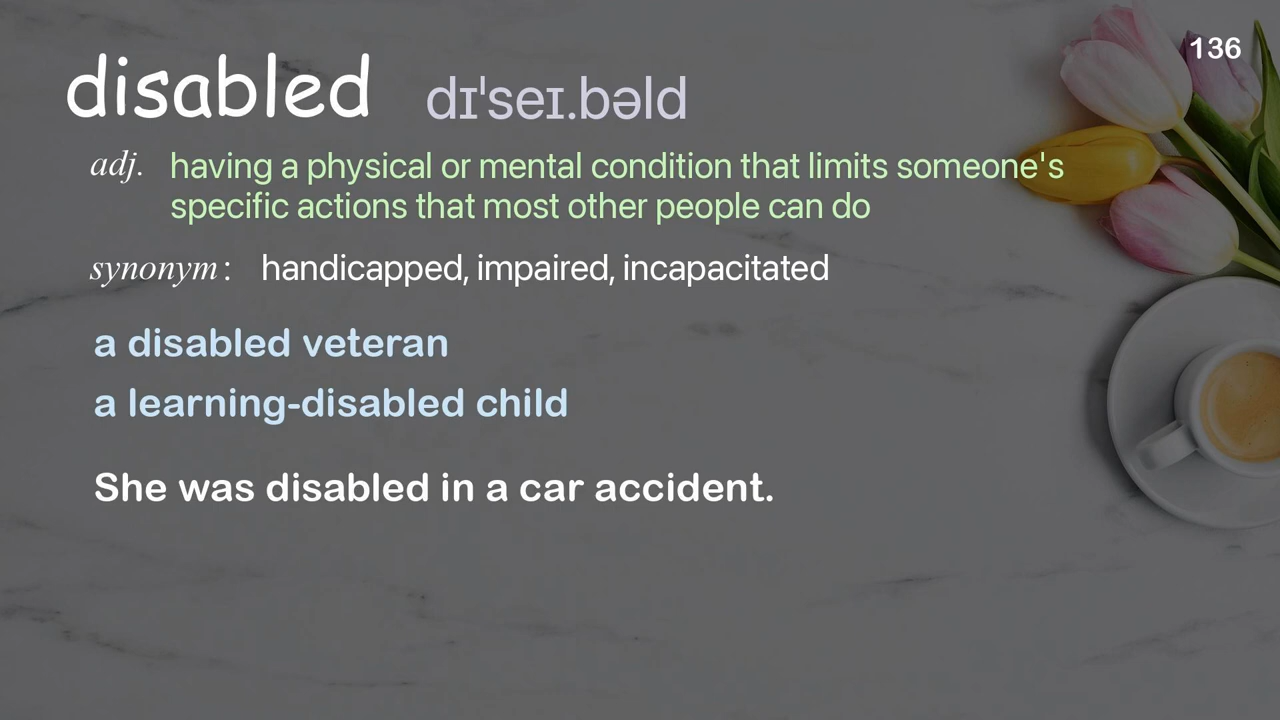 136
disabled dɪˈseɪ.bəld
adj. having a physical or mental condition that limits someone's
specific actions that most other people can do
synonym: handicapped, impaired, incapacitated
a disabled veteran
a learning-disabled child
She was disabled in a car accident.